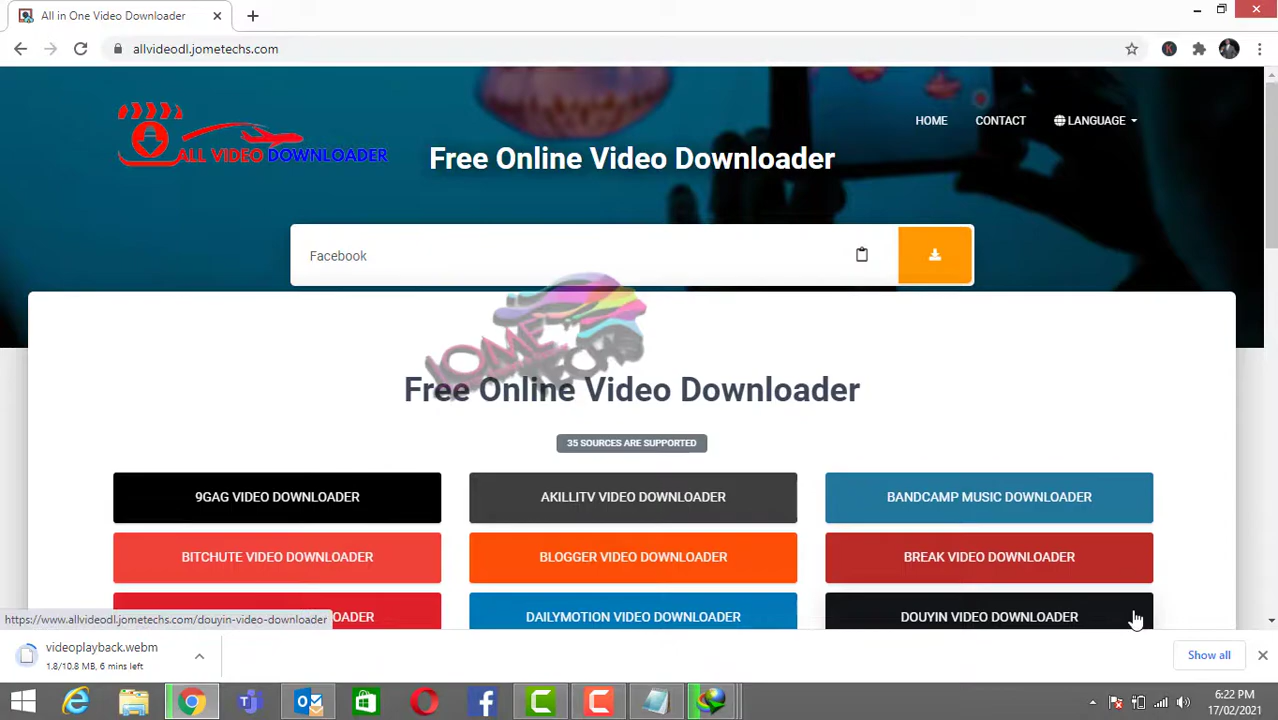 All in One Video Downloader
allvideodl.jometechs.com
K
ALL VIDEO DOWNLOADER
HOME
CONTACT
LANGUAGE
Free Online Video Downloader
Facebook
JOME
Free Online Video Downloader
35 SOURCES ARE SUPPORTED
9GAG VIDEO DOWNLOADER
AKILLITV VIDEO DOWNLOADER
BANDCAMP MUSIC DOWNLOADER
BITCHUTE VIDEO DOWNLOADER
BLOGGER VIDEO DOWNLOADER
BREAK VIDEO DOWNLOADER
DAILYMOTION VIDEO DOWNLOADER
DOUYIN VIDEO DOWNLOADER
https://www.allvideodl.jometechs.com/douyin-video-downloader
videoplayback.webm
1.8/10.8 MB, 6 mins left
Show all
6:22 PM
17/02/2021